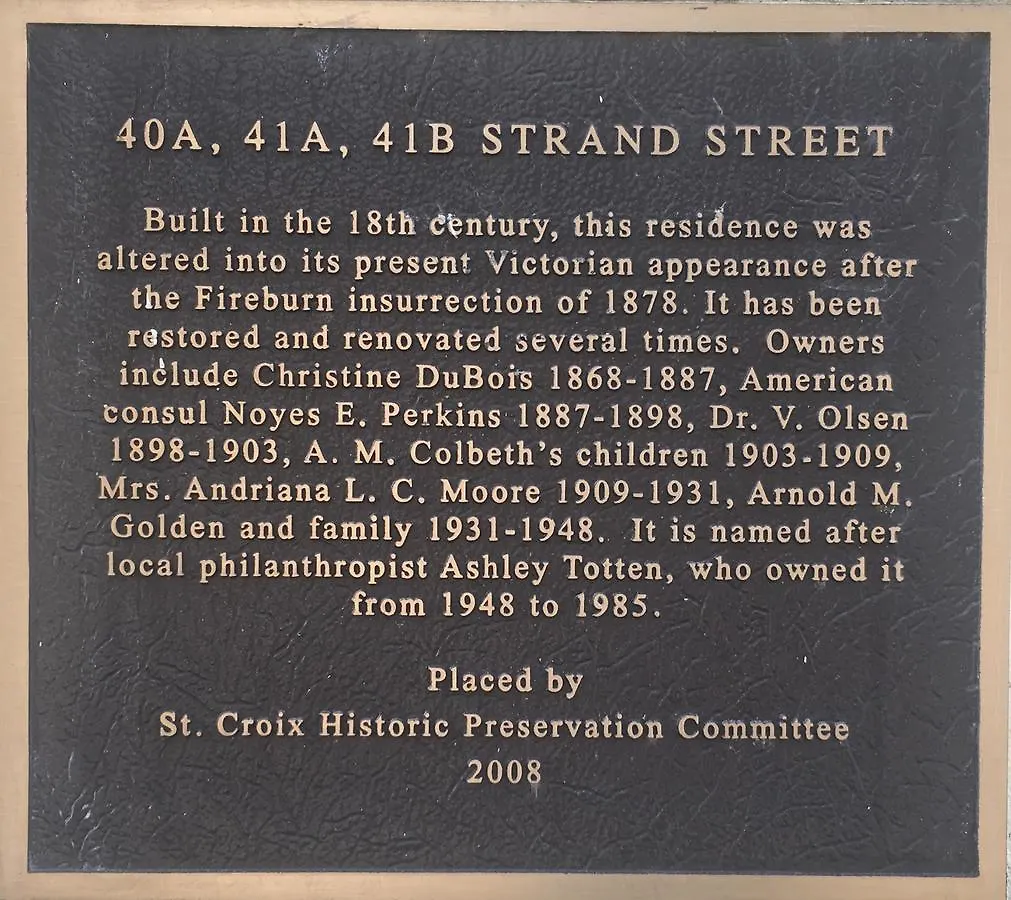 40A, 41A, 41B STRAND STREET
Built in the 18th century, this residence was
altered into its present Victorian appearance after
the Fireburn insurrection of 1878. It has been
restored and renovated several times. Owners
include Christine DuBois 1868-1887, American
consul Noyes E. Perkins 1887-1898, Dr. V. Olsen
1898-1903, A. M. Colbeth's children 1903-1909,
Mrs. Andriana L. C. Moore 1909-1931, Arnold M.
Golden and family 1931-1948. It is named after
local philanthropist Ashley Totten, who owned it
from 1948 to 1985.
Placed by
St. Croix Historic Preservation Committee
2008